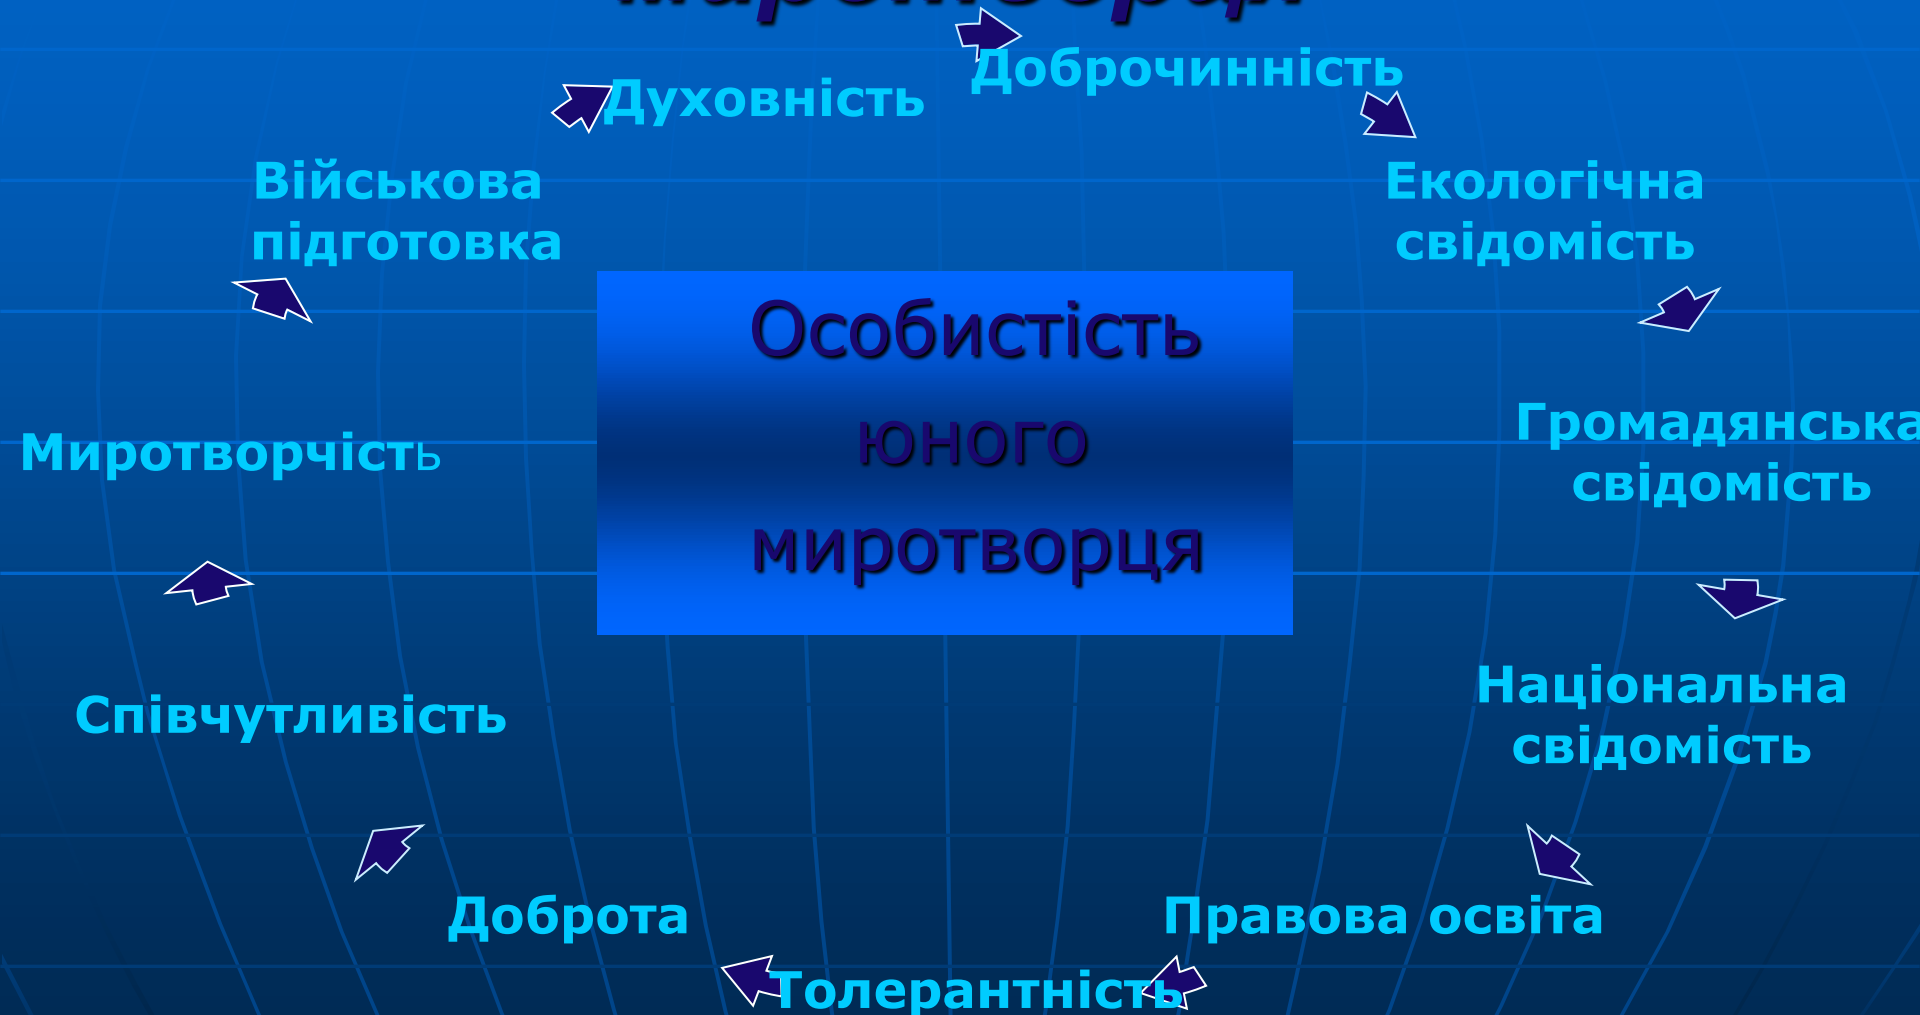 миротворця
Доброчинність
Духовність
Військова
підготовка
Екологічна
свідомість
Особистість
юного
миротворця
Громадянська
свідомість
Миротворчість
Національна
свідомість
Співчутливість
Доброта
Правова освіта
Толерантність